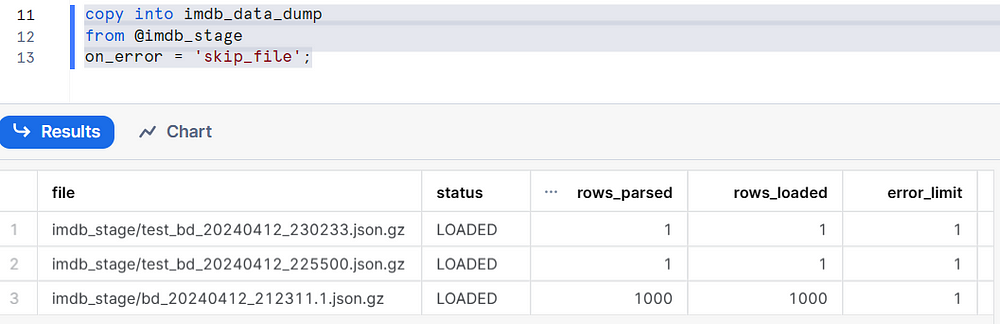 11 copy into imdb_data_dump
12 from @imdb_stage
13 on_error = 'skip_file';
Results Chart
file status ··· rows_parsed rows_loaded error_limit
1 imdb_stage/test_bd_20240412_230233.json.gz LOADED 1 1 1
2 imdb_stage/test_bd_20240412_225500.json.gz LOADED 1 1 1
3 imdb_stage/bd_20240412_212311.1.json.gz LOADED 1000 1000 1